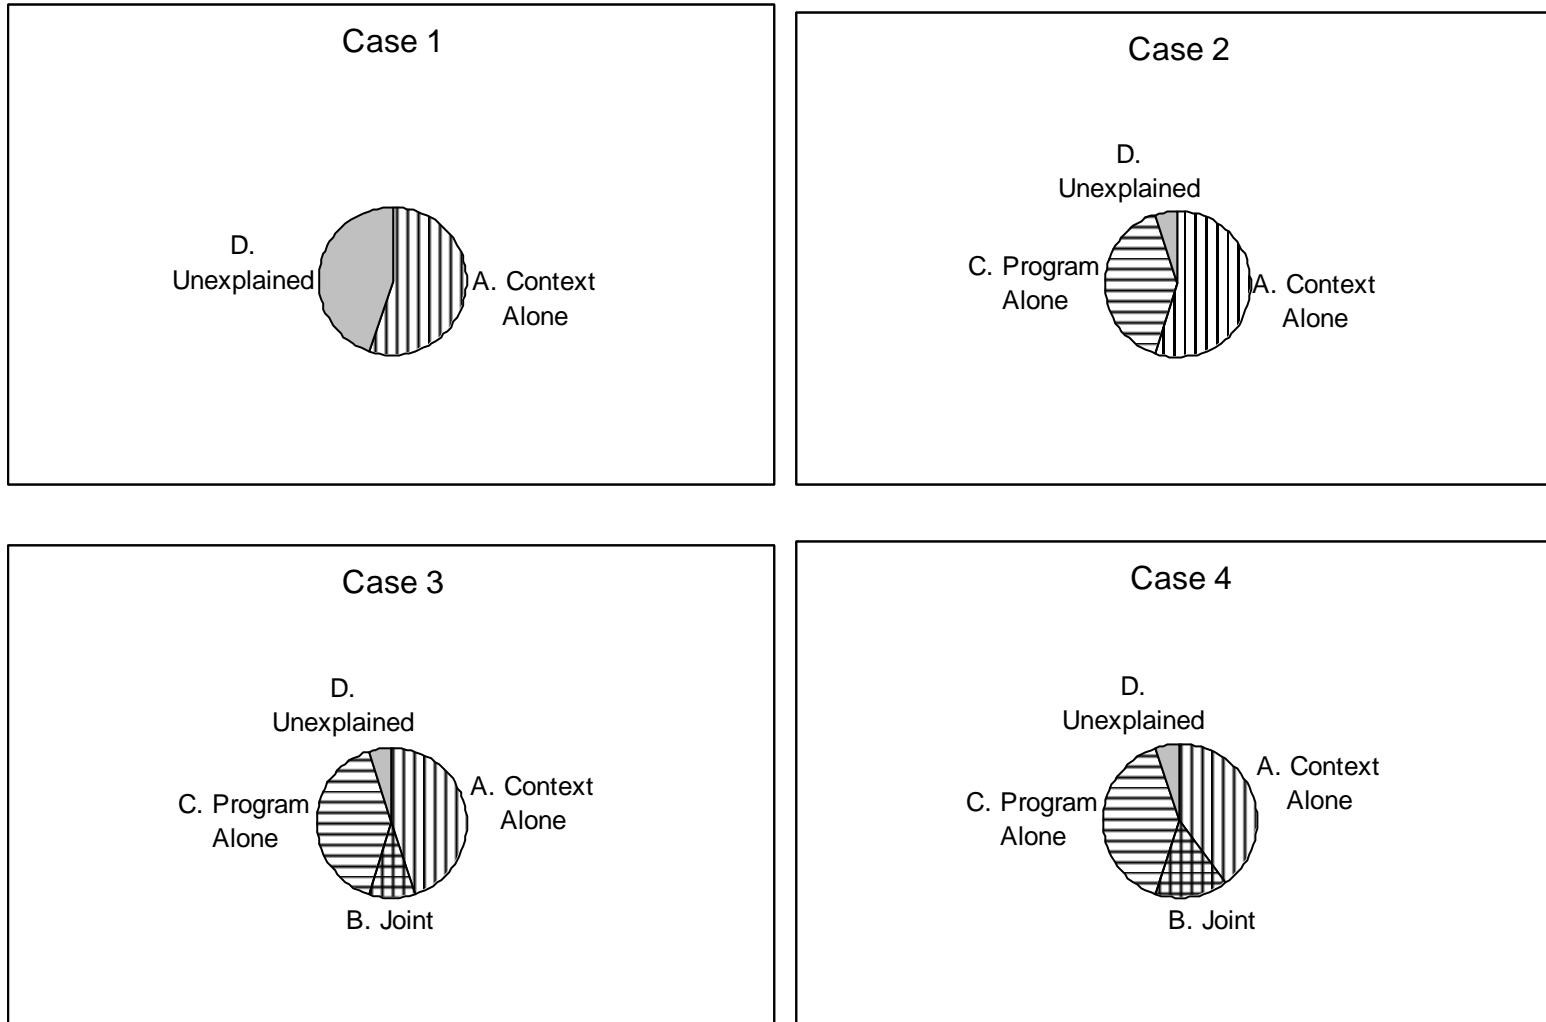 Case 1
D.
Unexplained
A. Context
Alone
Case 2
D.
Unexplained
C. Program
Alone
A. Context
Alone
Case 3
D.
Unexplained
C. Program
Alone
A. Context
Alone
B. Joint
Case 4
D.
Unexplained
C. Program
Alone
A. Context
Alone
B. Joint